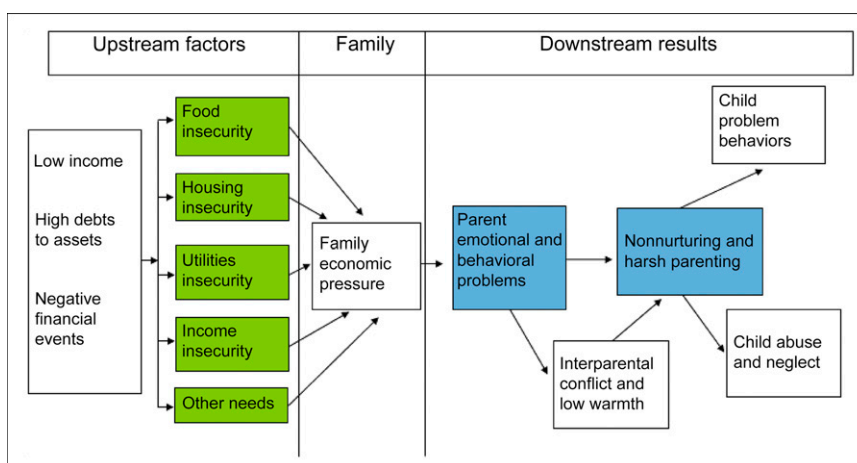 Upstream factors
Family
Downstream results
Low income
High debts
to assets
Negative
financial
events
Food
insecurity
Housing
insecurity
Utilities
insecurity
Income
insecurity
Other needs
Family
economic
pressure
Parent
emotional and
behavioral
problems
Interparental
conflict and
low warmth
Nonnurturing and
harsh parenting
Child
problem
behaviors
Child abuse
and neglect